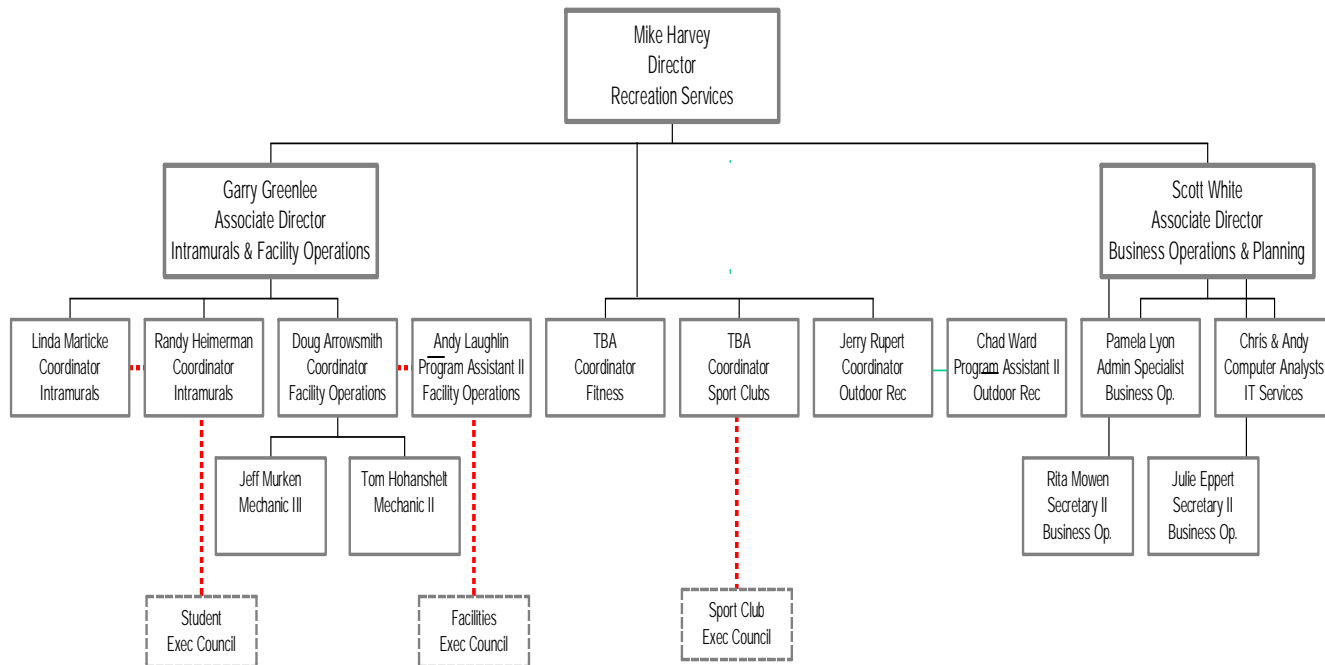 Mike Harvey
Director
Recreation Services
Garry Greenlee
Associate Director
Intramurals & Facility Operations
Scott White
Associate Director
Business Operations & Planning
Linda Marticke
Coordinator
Intramurals
Randy Heimerman
Coordinator
Intramurals
Doug Arrowsmith
Coordinator
Facility Operations
Andy Laughlin
Program Assistant II
Facility Operations
TBA
Coordinator
Fitness
TBA
Coordinator
Sport Clubs
Jerry Rupert
Coordinator
Outdoor Rec
Chad Ward
Program Assistant II
Outdoor Rec
Pamela Lyon
Admin Specialist
Business Op.
Chris & Andy
Computer Analysts
IT Services
Jeff Murken
Mechanic III
Tom Hohanshelt
Mechanic II
Rita Mowen
Secretary II
Business Op.
Julie Eppert
Secretary II
Business Op.
Student
Exec Council
Facilities
Exec Council
Sport Club
Exec Council